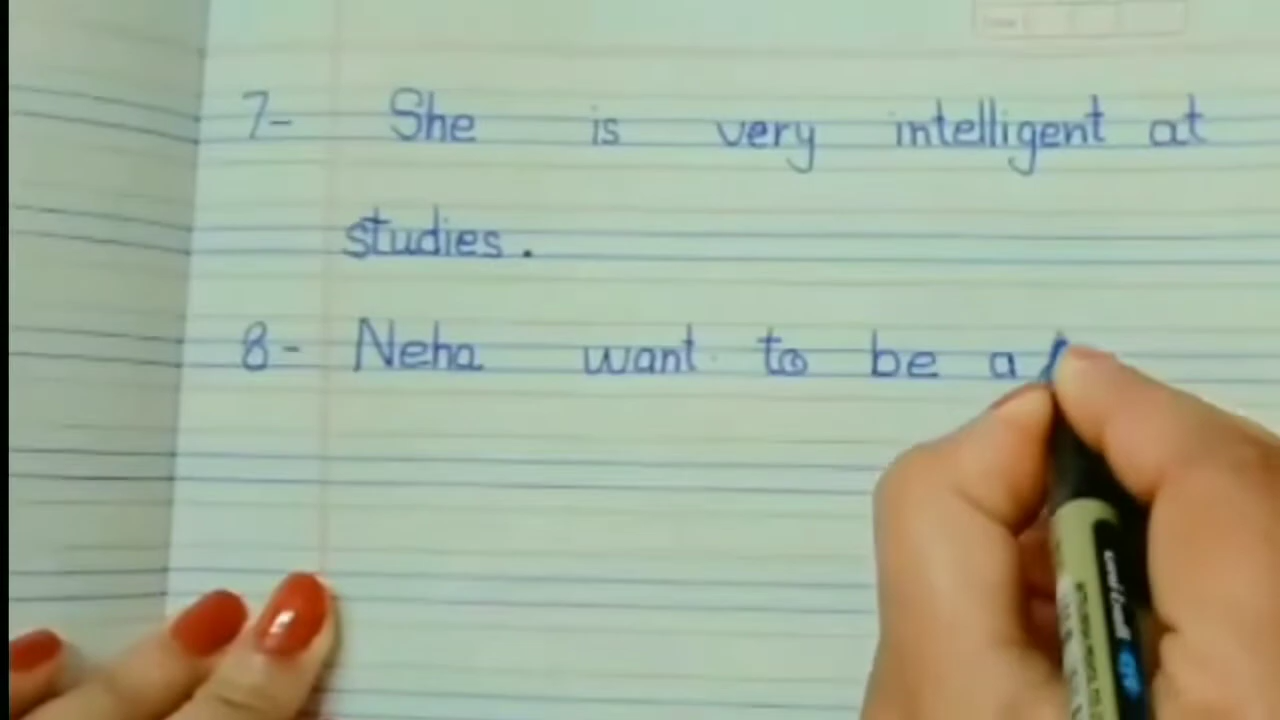 7- She is very intelligent at
studies.
8- Neha want to be a